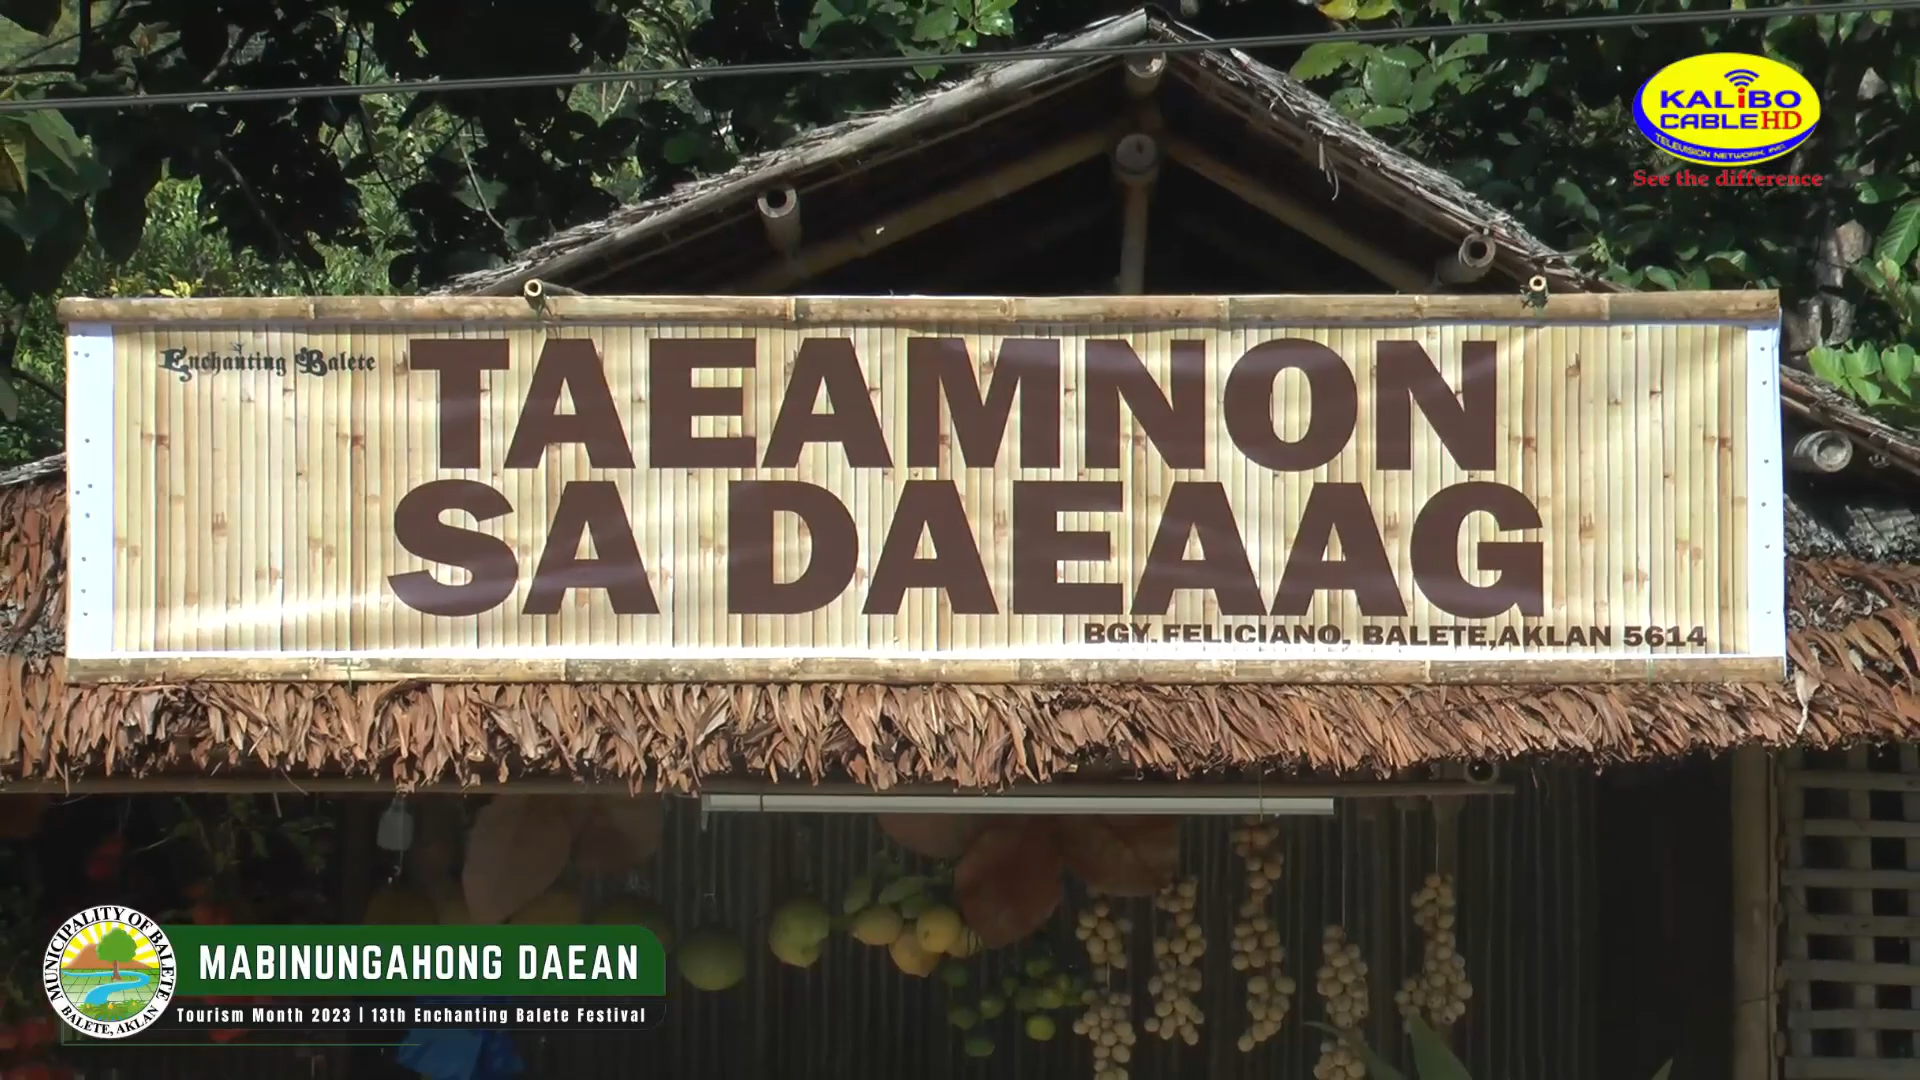 KALiBO
CABLE HD
TELEVISION NETWORK, INC.
See the difference
Enchanting Balete
TAEAMNON
SA DAEAAG
BGY. FELICIANO, BALETE, AKLAN 5614
MUNICIPALITY OF BALETE
BALETE, AKLAN
MABINUNGAHONG DAEAN
Tourism Month 2023 | 13th Enchanting Balete Festival